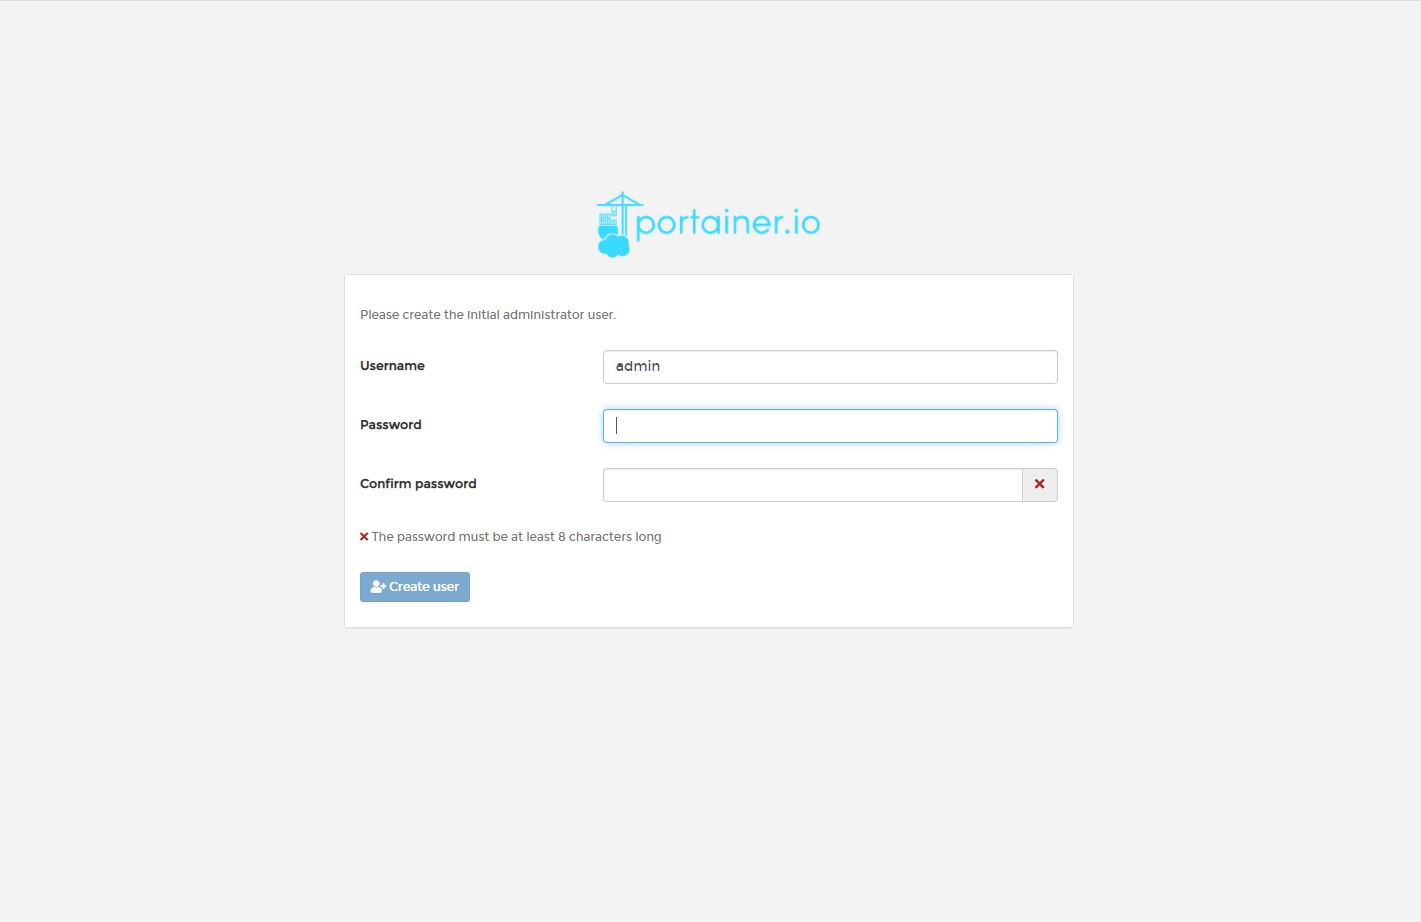 portainer.io
Please create the initial administrator user.
Username
admin
Password
Confirm password
The password must be at least 8 characters long
Create user